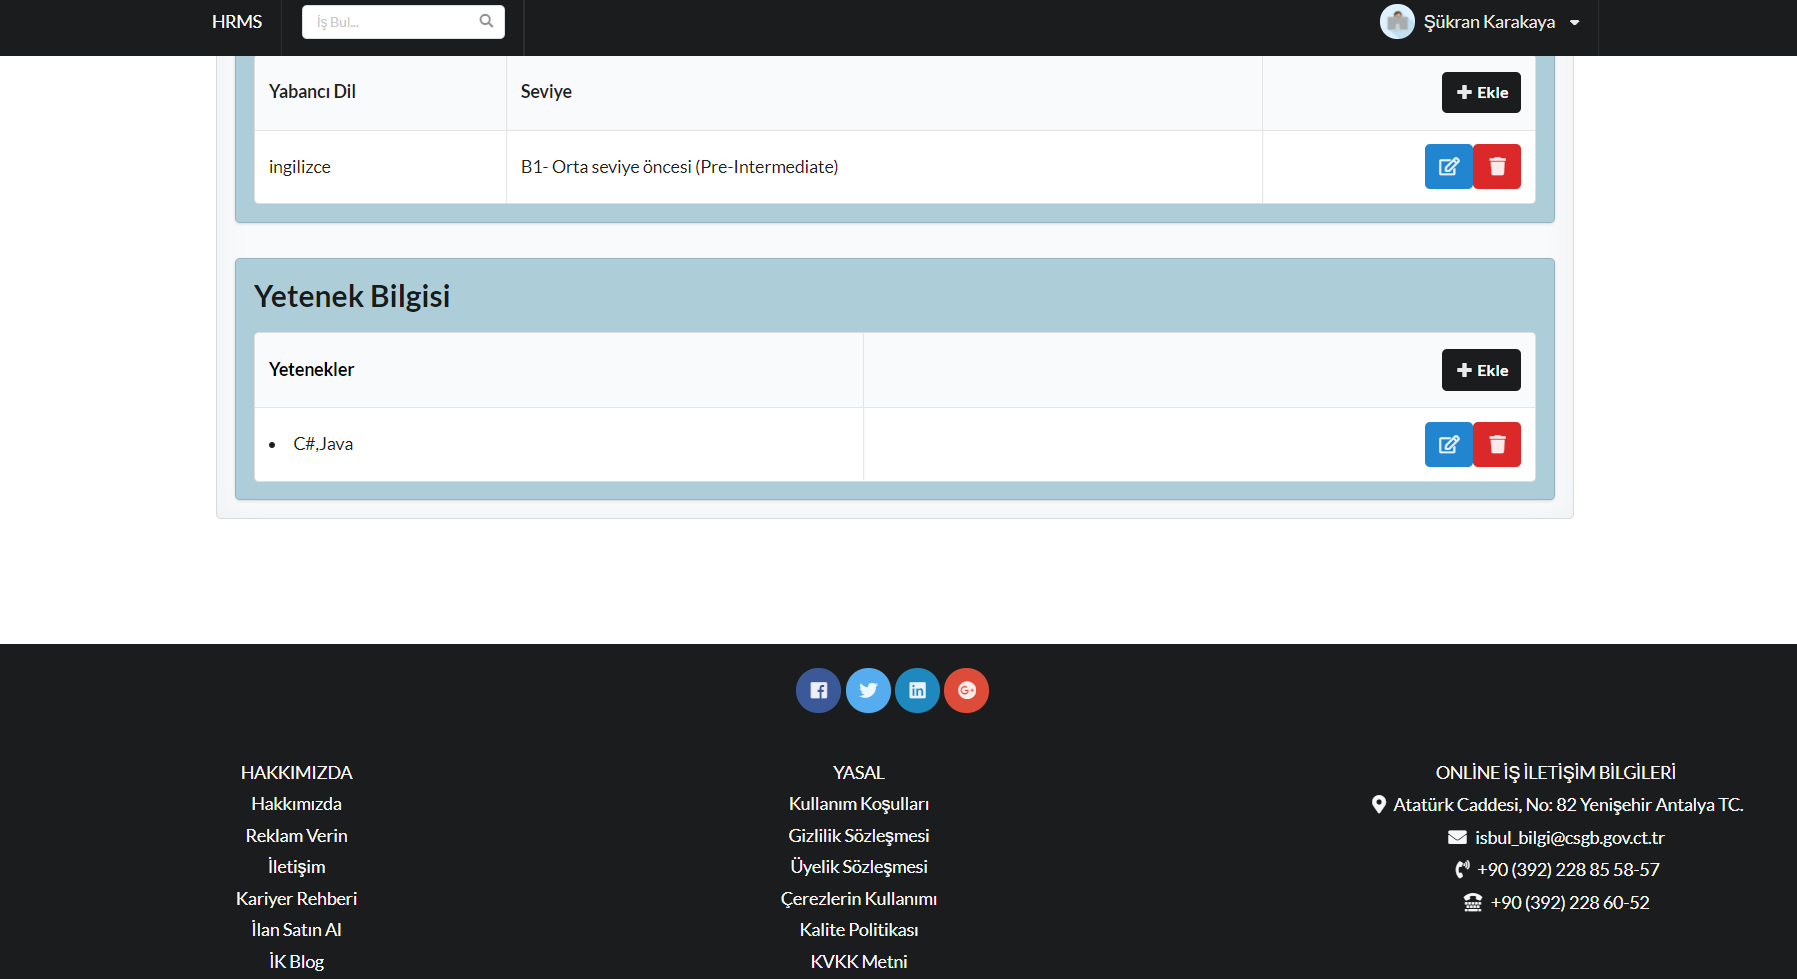 HRMS
İş Bul...
Şükran Karakaya
Yabancı Dil
Seviye
Ekle
ingilizce
B1- Orta seviye öncesi (Pre-Intermediate)
Yetenek Bilgisi
Yetenekler
Ekle
• C#,Java
HAKKIMIZDA
Hakkımızda
Reklam Verin
İletişim
Kariyer Rehberi
İlan Satın Al
İK Blog
YASAL
Kullanım Koşulları
Gizlilik Sözleşmesi
Üyelik Sözleşmesi
Çerezlerin Kullanımı
Kalite Politikası
KVKK Metni
ONLİNE İŞ İLETİŞİM BİLGİLERİ
Atatürk Caddesi, No: 82 Yenişehir Antalya TC.
isbul_bilgi@csgb.gov.ct.tr
+90 (392) 228 85 58-57
+90 (392) 228 60-52